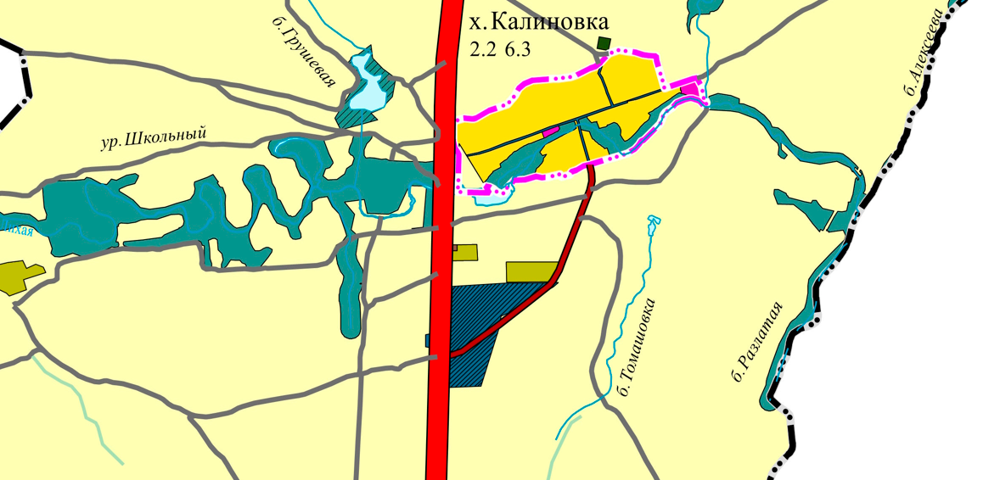 х. Калиновка
2.2 6.3
б. Грушевая
б. Алексеева
ур. Школьный
б. Томашовка
б. Разлатая